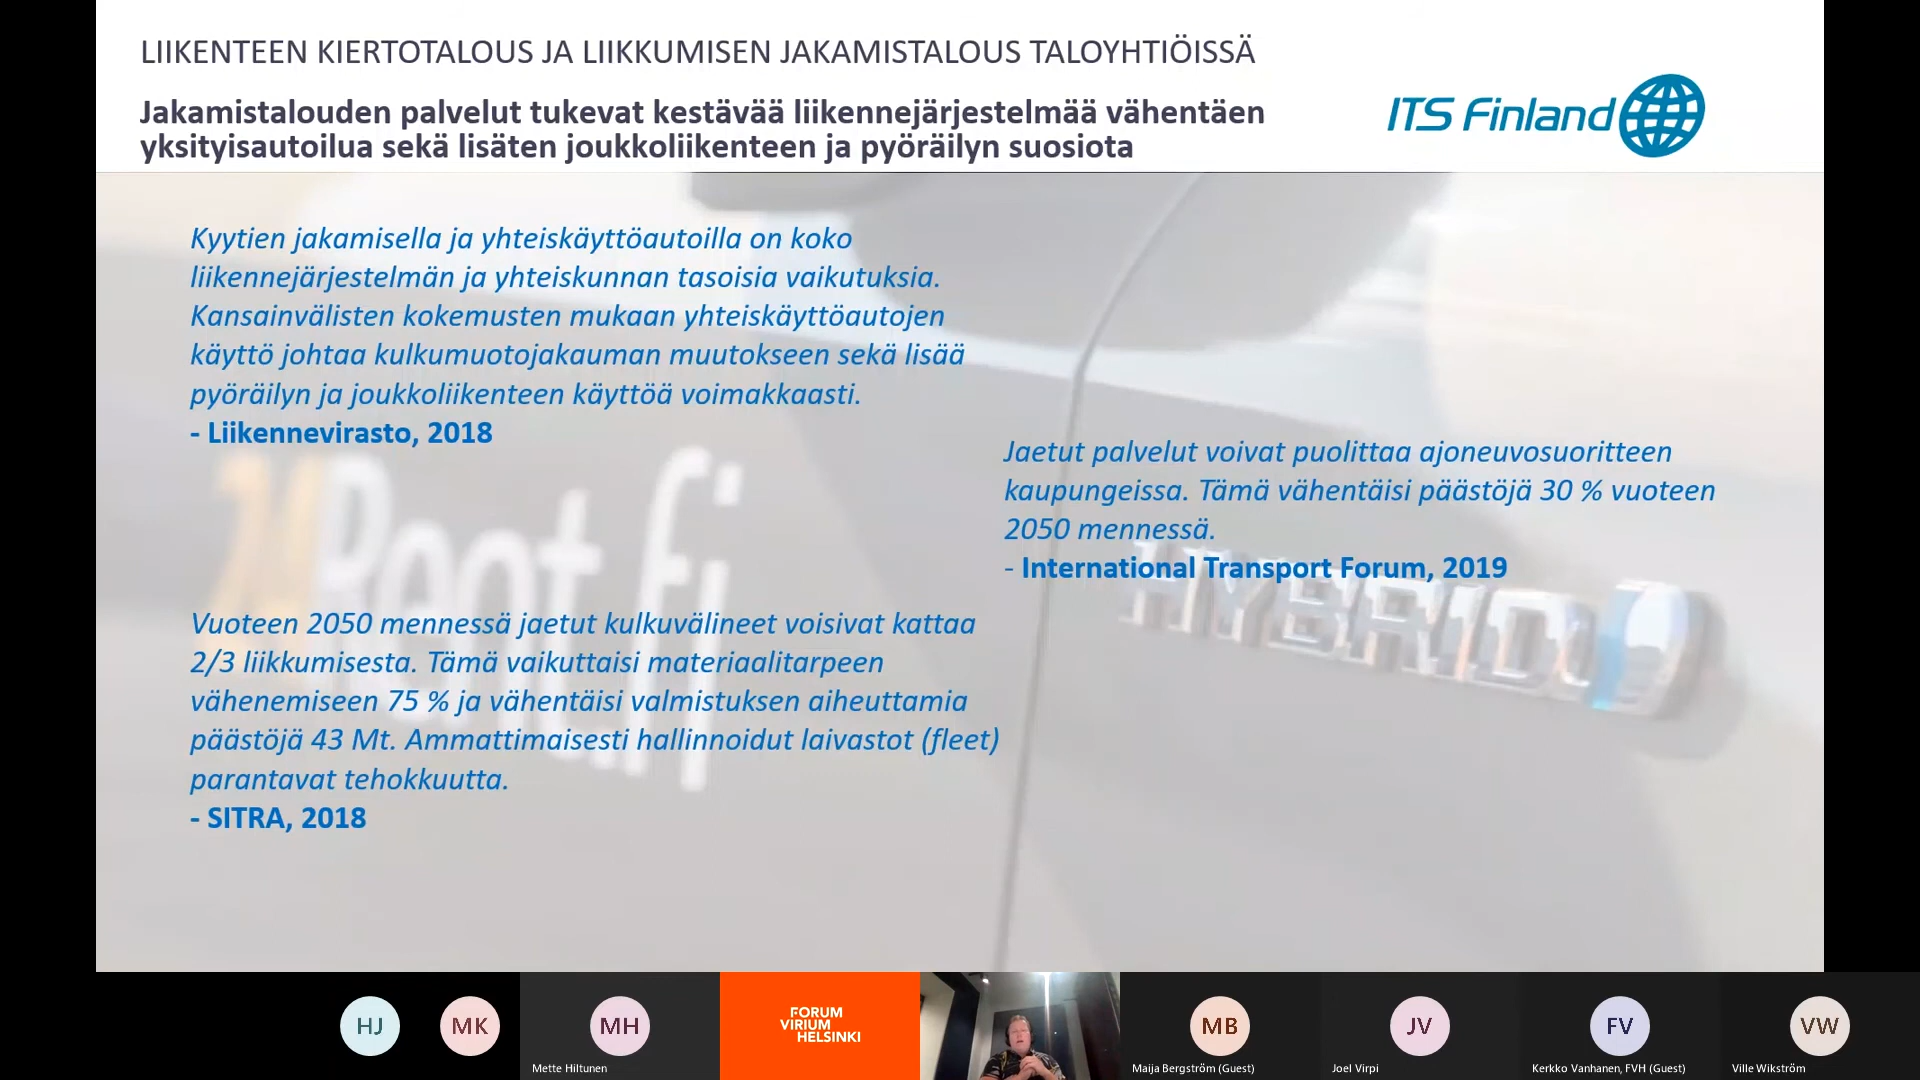 LIIKENTEEN KIERTOTALOUS JA LIIKKUMISEN JAKAMISTALOUS TALOYHTIÖISSÄ
Jakamistalouden palvelut tukevat kestävää liikennejärjestelmää vähentäen
yksityisautoilua sekä lisäten joukkoliikenteen ja pyöräilyn suosiota
ITS Finland
Kyytien jakamisella ja yhteiskäyttöautoilla on koko
liikennejärjestelmän ja yhteiskunnan tasoisia vaikutuksia.
Kansainvälisten kokemusten mukaan yhteiskäyttöautojen
käyttö johtaa kulkumuotojakauman muutokseen sekä lisää
pyöräilyn ja joukkoliikenteen käyttöä voimakkaasti.
- Liikennevirasto, 2018
Jaetut palvelut voivat puolittaa ajoneuvosuoritteen
kaupungeissa. Tämä vähentäisi päästöjä 30 % vuoteen
2050 mennessä.
- International Transport Forum, 2019
Vuoteen 2050 mennessä jaetut kulkuvälineet voisivat kattaa
2/3 liikkumisesta. Tämä vaikuttaisi materiaalitarpeen
vähenemiseen 75 % ja vähentäisi valmistuksen aiheuttamia
päästöjä 43 Mt. Ammattimaisesti hallinnoidut laivastot (fleet)
parantavat tehokkuutta.
- SITRA, 2018
24Rent.fi
HYBRID
HJ
MK
MH
Mette Hiltunen
FORUM
VIRIUM
HELSINKI
MB
Maija Bergström (Guest)
JV
Joel Virpi
FV
Kerkko Vanhanen, FVH (Guest)
VW
Ville Wikström